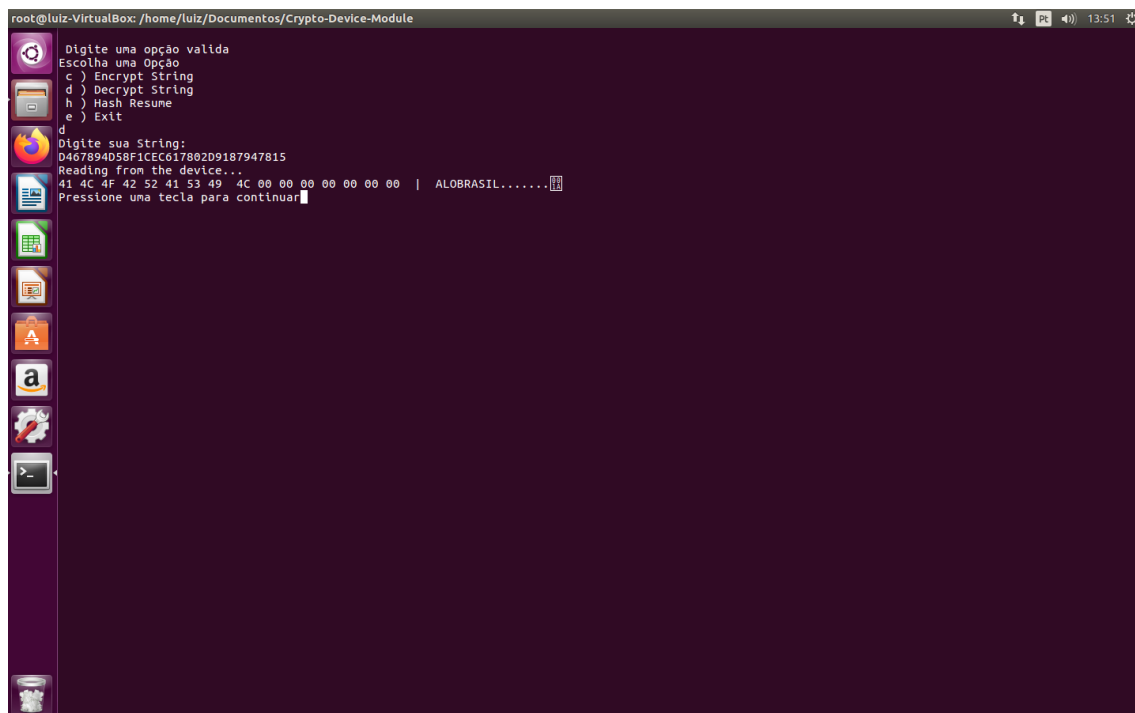 root@luiz-VirtualBox: /home/luiz/Documentos/Crypto-Device-Module
Pt 13:51
Digite uma opção valida
Escolha uma Opção
c ) Encrypt String
d ) Decrypt String
h ) Hash Resume
e ) Exit
d
Digite sua String:
D467894D58F1CEC617802D9187947815
Reading from the device...
41 4C 4F 42 52 41 53 49  4C 00 00 00 00 00 00 00  |  ALOBRASIL.......
Pressione uma tecla para continuar